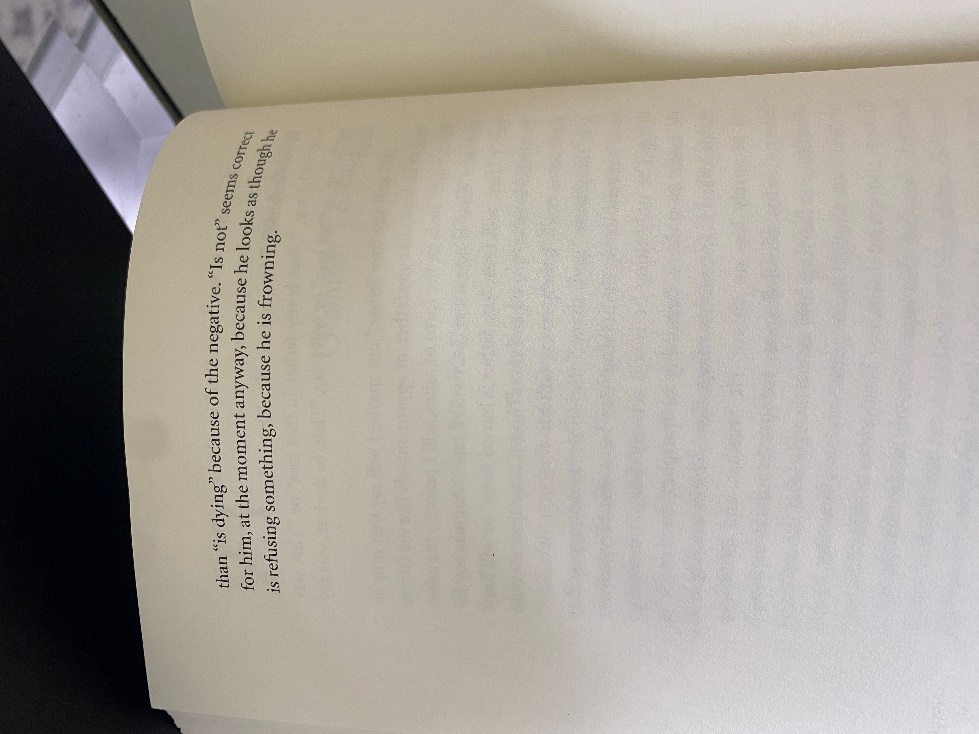 than “is dying” because of the negative. “Is not” seems correct
for him, at the moment anyway, because he looks as though he
is refusing something, because he is frowning.